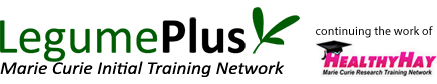 LegumePlus
Marie Curie Initial Training Network
continuing the work of
HEALTHYHAY
Marie Curie Research Training Network